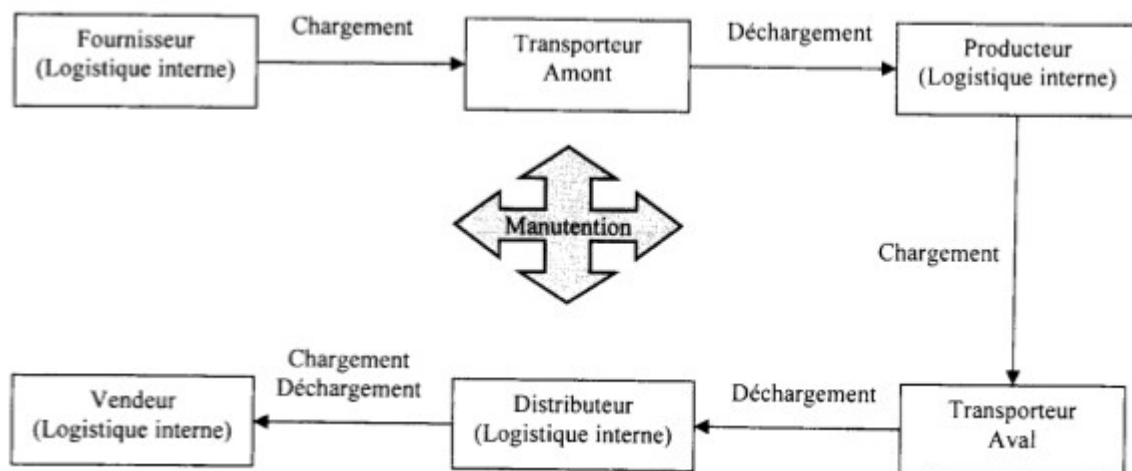 Fournisseur
(Logistique interne)
Chargement
Transporteur
Amont
Déchargement
Producteur
(Logistique interne)
Manutention
Chargement
Vendeur
(Logistique interne)
Chargement
Déchargement
Distributeur
(Logistique interne)
Déchargement
Transporteur
Aval